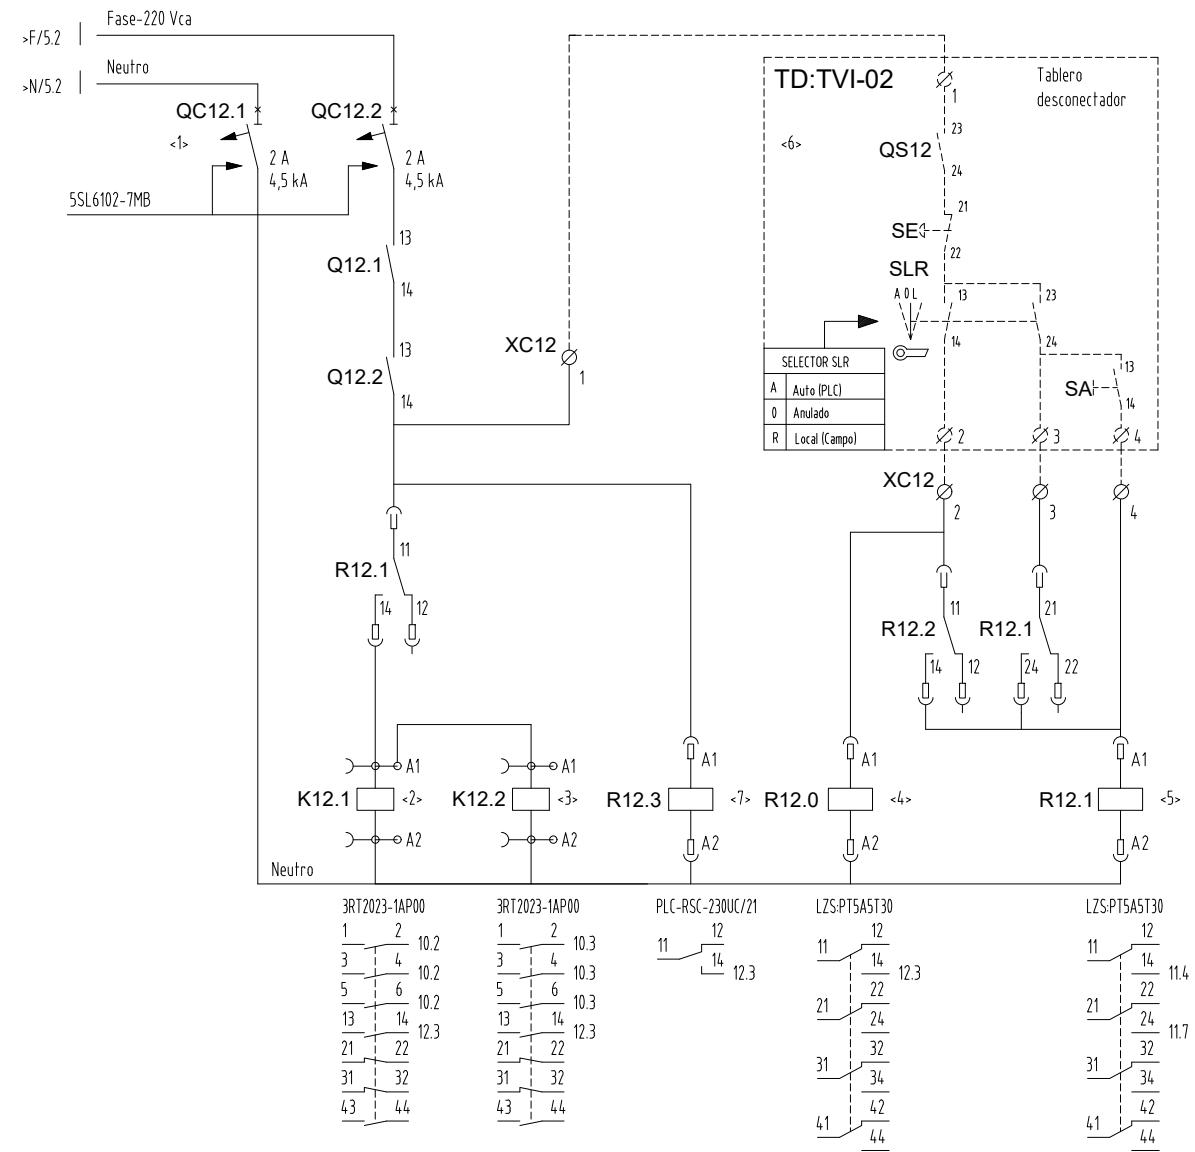 Fase-220 Vca
>F/5.2
Neutro
>N/5.2
QC12.1
QC12.2
<1>
2 A
4,5 kA
2 A
4,5 kA
5SL6102-7MB
13
Q12.1
14
13
Q12.2
14
XC12
1
TD:TVI-02
Tablero
desconectador
1
<6>
23
QS12
24
21
SE
22
SLR
A 0 L
13
23
14
24
SELECTOR SLR
A Auto (PLC)
0 Anulado
R Local (Campo)
13
SA
14
2
3
4
XC12
2
3
4
11
R12.1
14
12
11
R12.2
14
12
21
R12.1
24
22
A1
K12.1
<2>
A2
A1
K12.2
<3>
A2
A1
R12.3
<7>
A2
A1
R12.0
<4>
A2
A1
R12.1
<5>
A2
Neutro
3RT2023-1AP00
1 2 10.2
3 4 10.2
5 6 10.2
13 14 12.3
21 22
31 32
43 44
3RT2023-1AP00
1 2 10.3
3 4 10.3
5 6 10.3
13 14 12.3
21 22
31 32
43 44
PLC-RSC-230UC/21
12
11
14
12.3
LZS:PT5A5T30
12
11
14
12.3
22
21
24
32
31
34
42
41
44
LZS:PT5A5T30
12
11
14
11.4
22
21
24
11.7
32
31
34
42
41
44